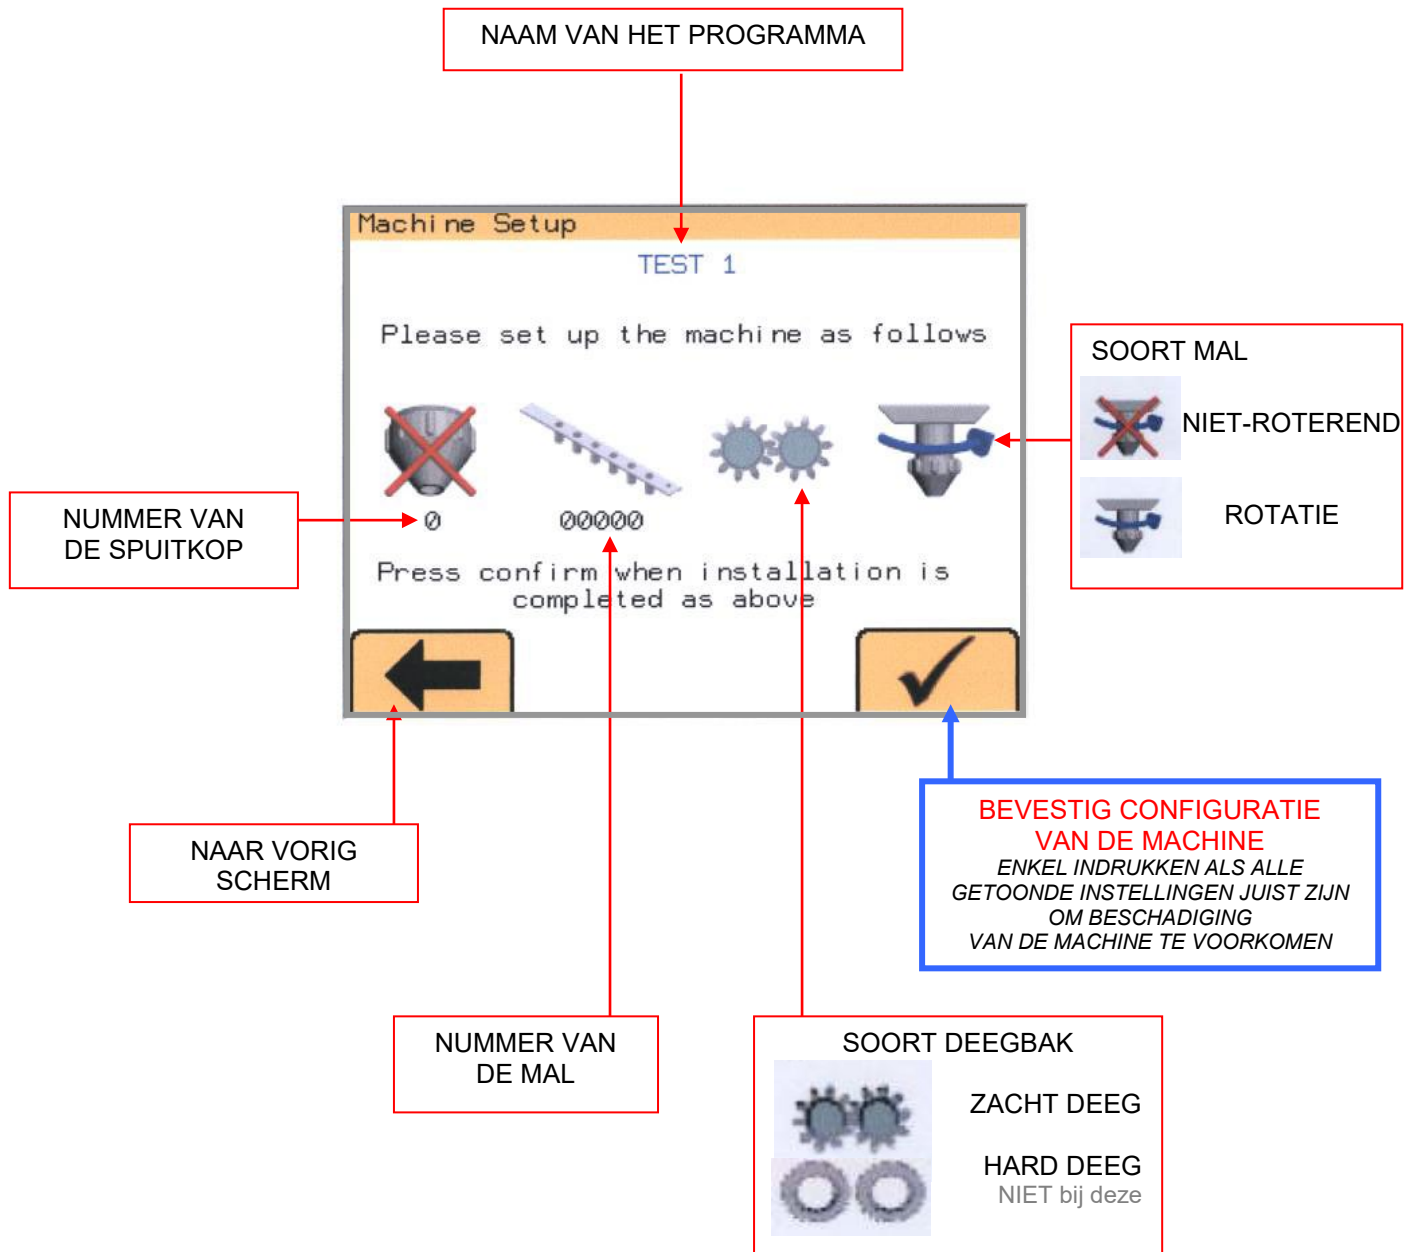 NAAM VAN HET PROGRAMMA
Machine Setup
TEST 1
Please set up the machine as follows
SOORT MAL
NIET-ROTEREND
ROTATIE
NUMMER VAN
DE SPUITKOP
0
00000
Press confirm when installation is
completed as above
NAAR VORIG
SCHERM
BEVESTIG CONFIGURATIE
VAN DE MACHINE
ENKEL INDRUKKEN ALS ALLE
GETOONDE INSTELLINGEN JUIST ZIJN
OM BESCHADIGING
VAN DE MACHINE TE VOORKOMEN
NUMMER VAN
DE MAL
SOORT DEEGBAK
ZACHT DEEG
HARD DEEG
NIET bij deze